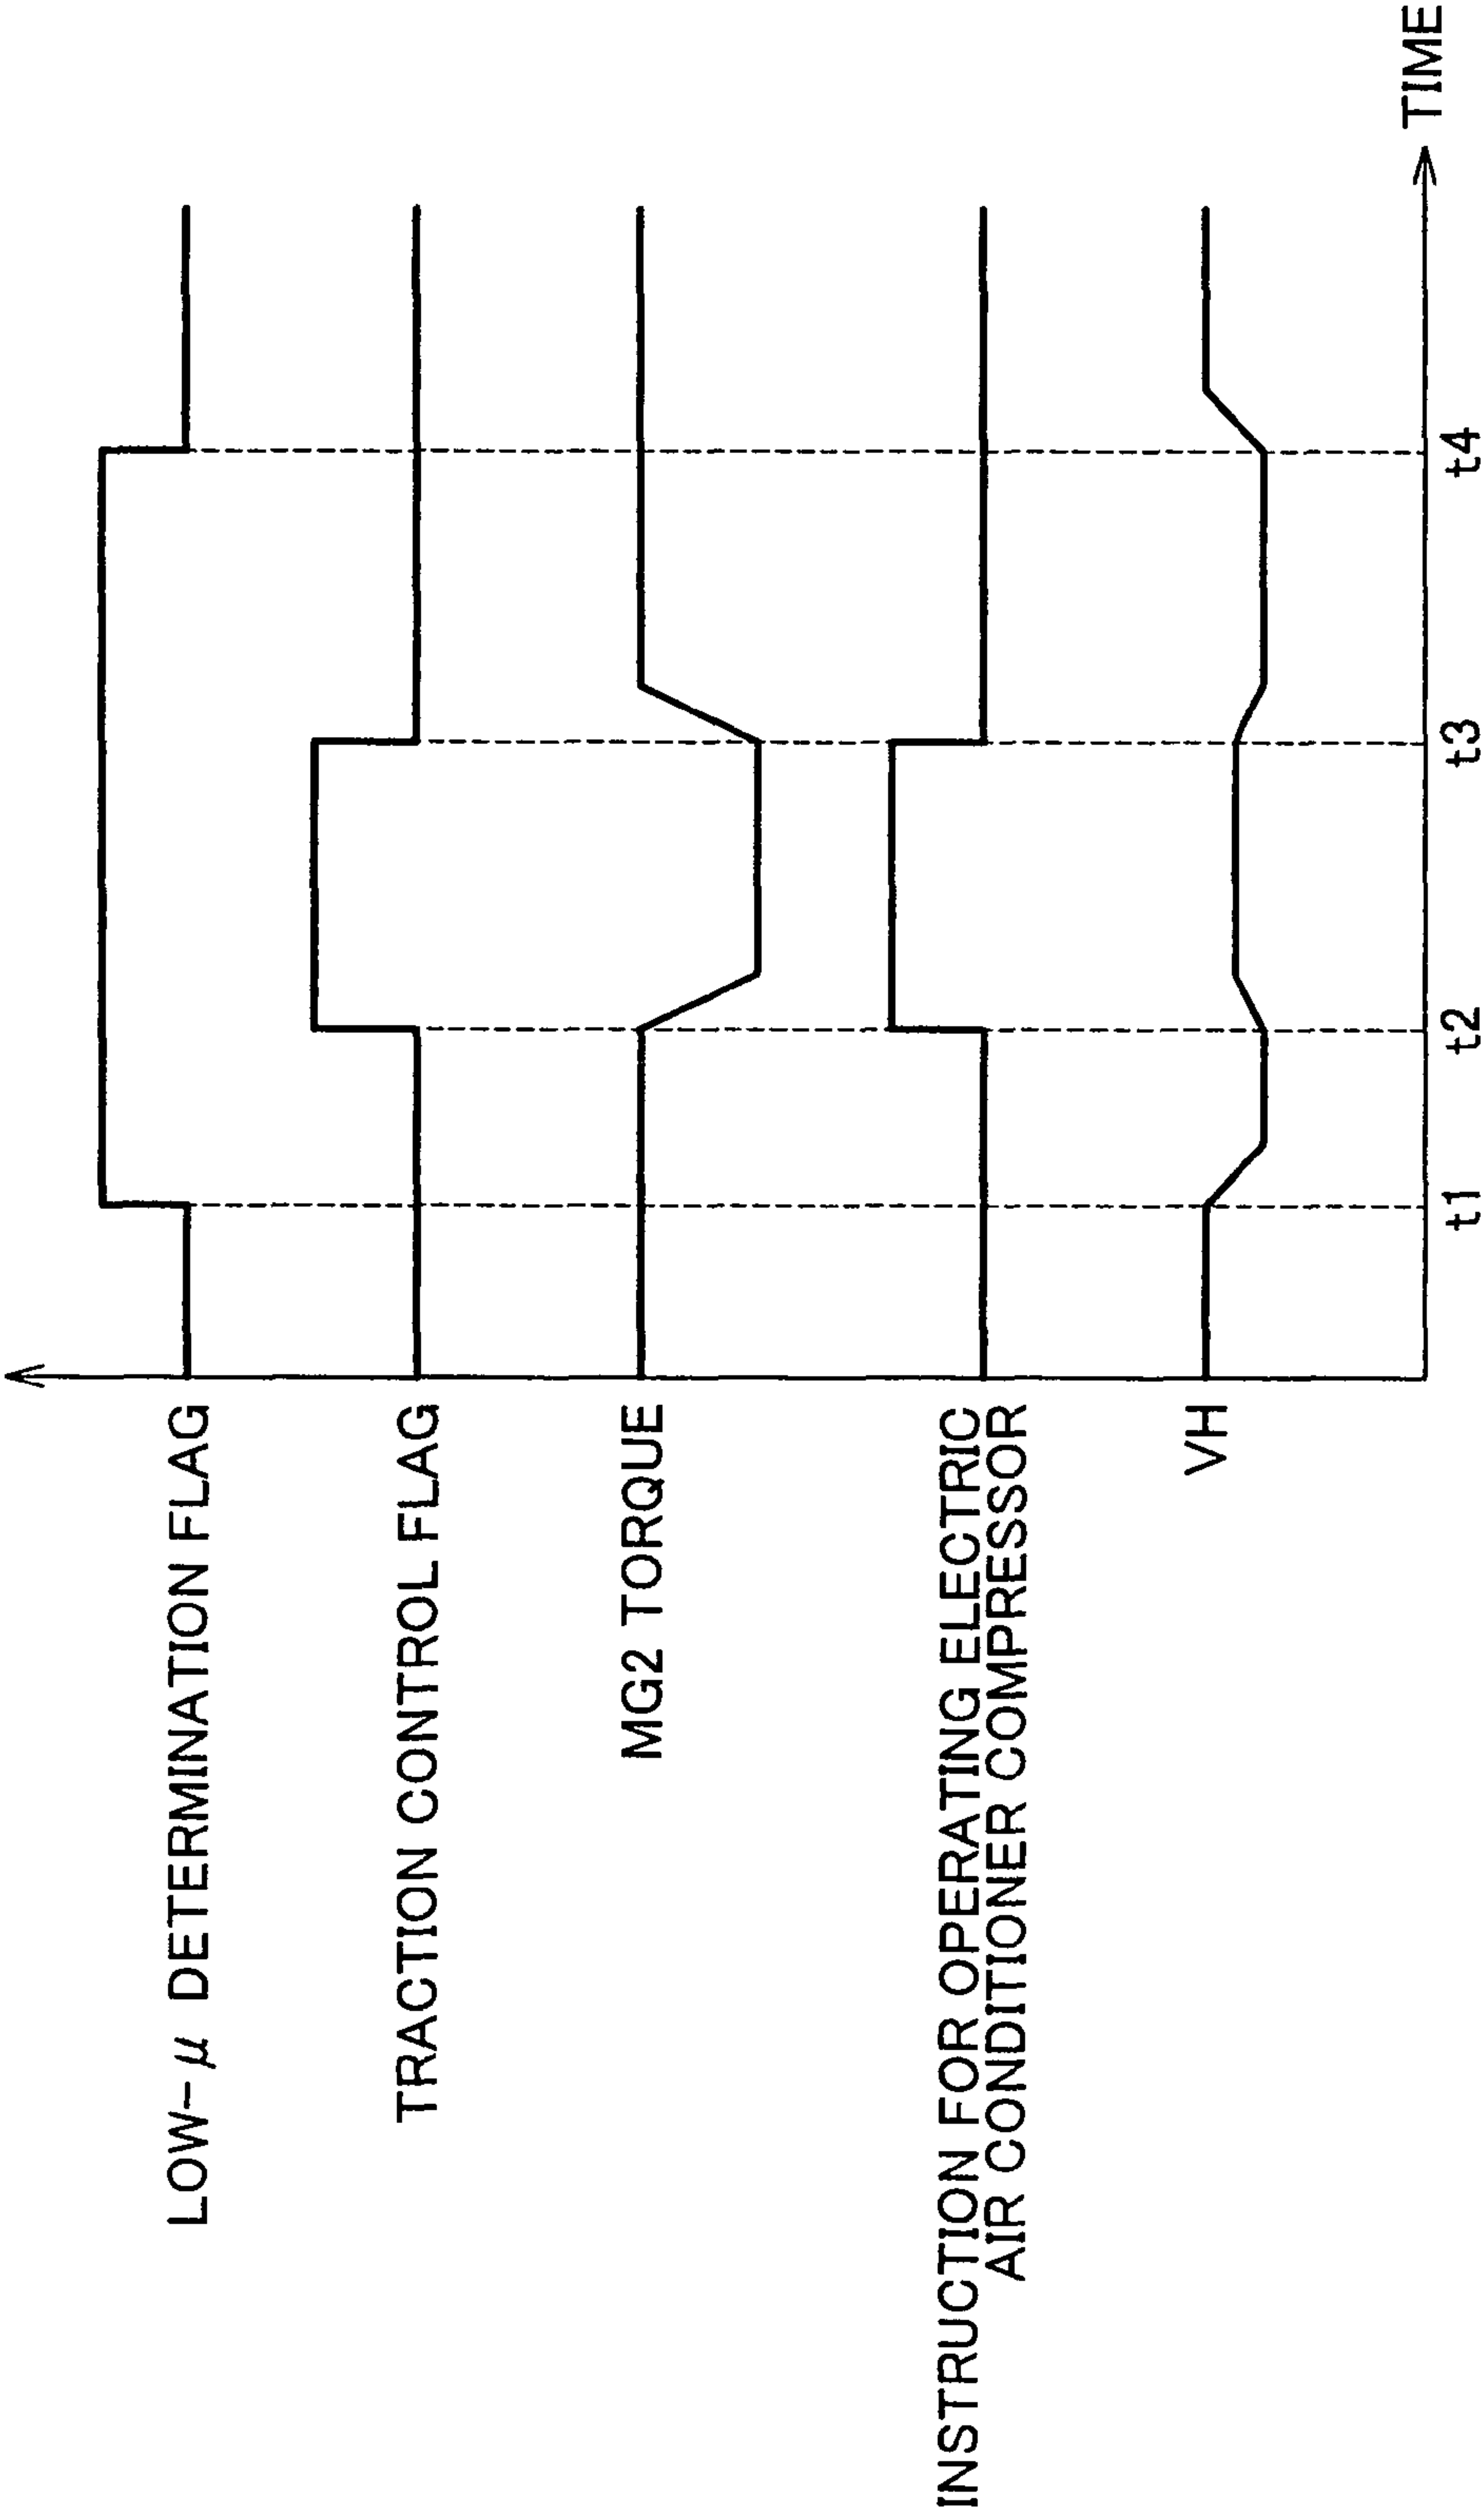 LOW-μ DETERMINATION FLAG
TRACTION CONTROL FLAG
MG2 TORQUE
INSTRUCTION FOR OPERATING ELECTRIC
AIR CONDITIONER COMPRESSOR
VH
t1
t2
t3
t4
TIME